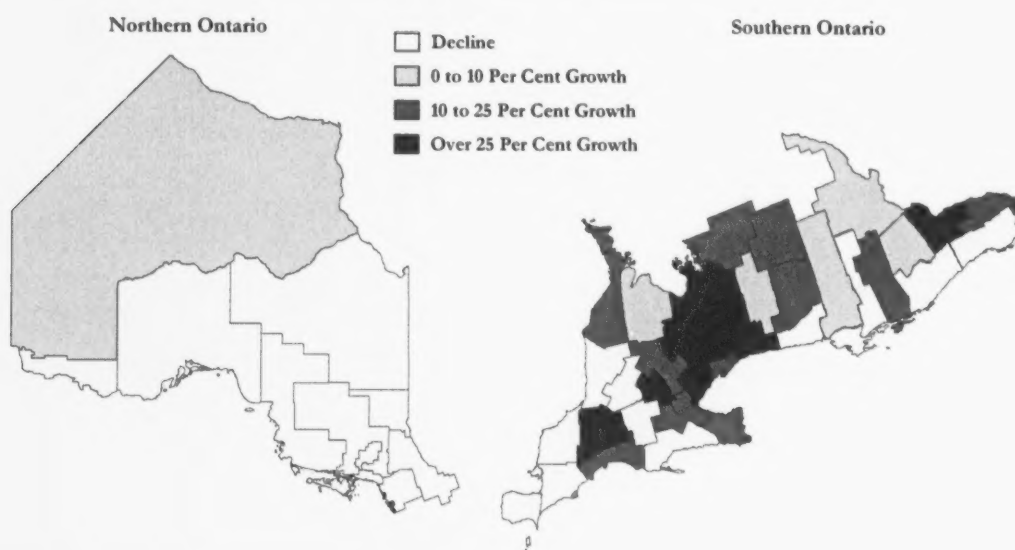 Northern Ontario
Decline
0 to 10 Per Cent Growth
10 to 25 Per Cent Growth
Over 25 Per Cent Growth
Southern Ontario